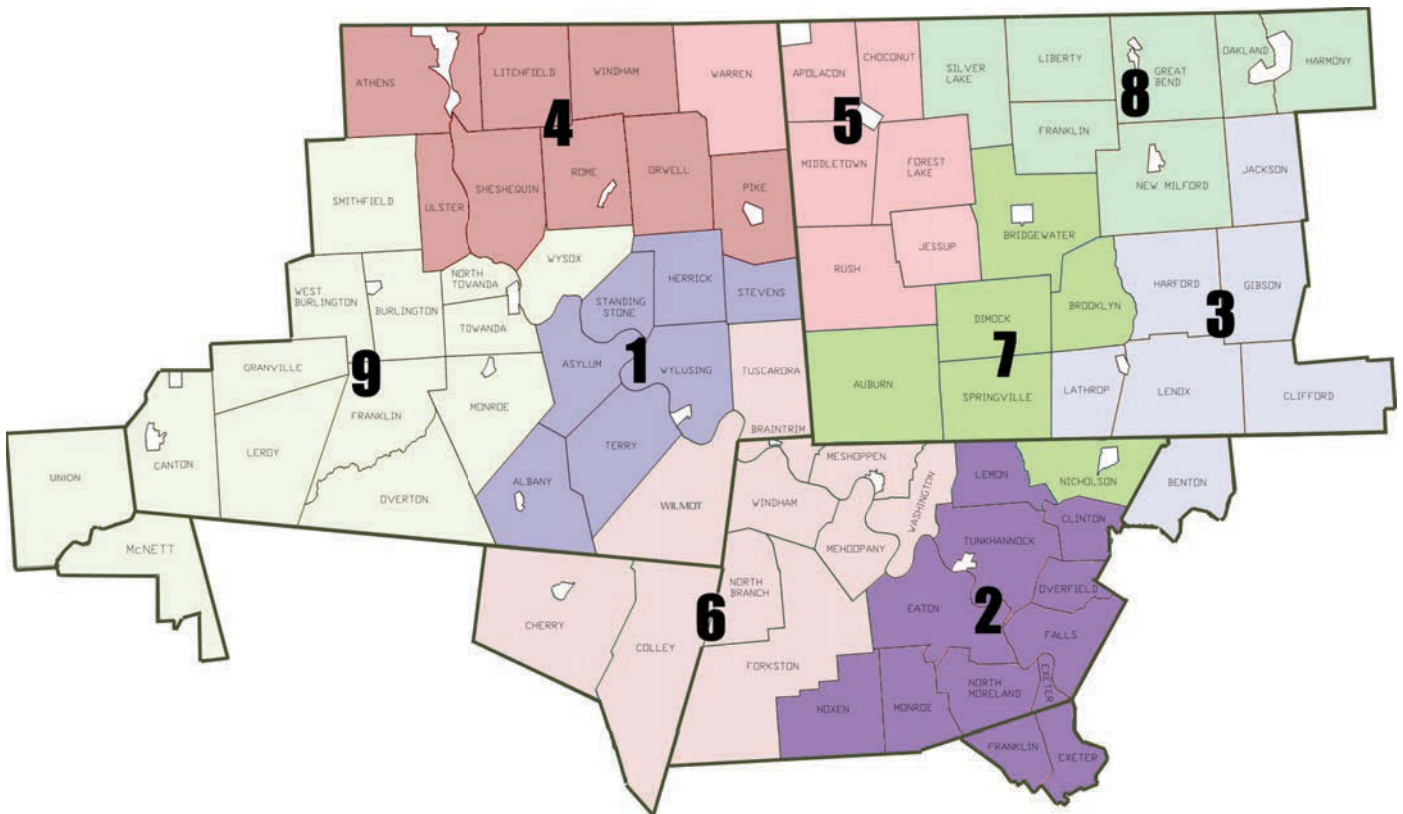 ATHENS
LITCHFIELD
WINDHAM
WARREN
4
SMITHFIELD
ULSTER
SHESHEQUIN
ROME
ORWELL
PIKE
APOLACON
CHOCONUT
5
MIDDLETOWN
FOREST
LAKE
JESSUP
RUSH
SILVER
LAKE
LIBERTY
GREAT
BEND
OAKLAND
HARMONY
8
FRANKLIN
NEW MILFORD
JACKSON
BRIDGEWATER
BROOKLYN
HARFORD
GIBSON
3
DIMOCK
7
AUBURN
SPRINGVILLE
LATHROP
LENOX
CLIFFORD
NORTH
TOWANDA
WYSOX
WEST
BURLINGTON
BURLINGTON
TOWANDA
STANDING
STONE
HERRICK
STEVENS
GRANVILLE
9
FRANKLIN
MONROE
ASYLUM
1
WYLUSING
TUSCARORA
BRAINTRIM
UNION
CANTON
LEROY
OVERTON
ALBANY
TERRY
WILMOT
McNETT
MESHOPPEN
WINDHAM
WASHINGTON
MEHOOPANY
LEMON
NICHOLSON
BENTON
CLINTON
TUNKHANNOCK
OVERFIELD
NORTH
BRANCH
6
EATON
2
FALLS
CHERRY
COLLEY
FORKSTON
NOXEN
MONROE
NORTH
MORELAND
EXETER
FRANKLIN
EXETER